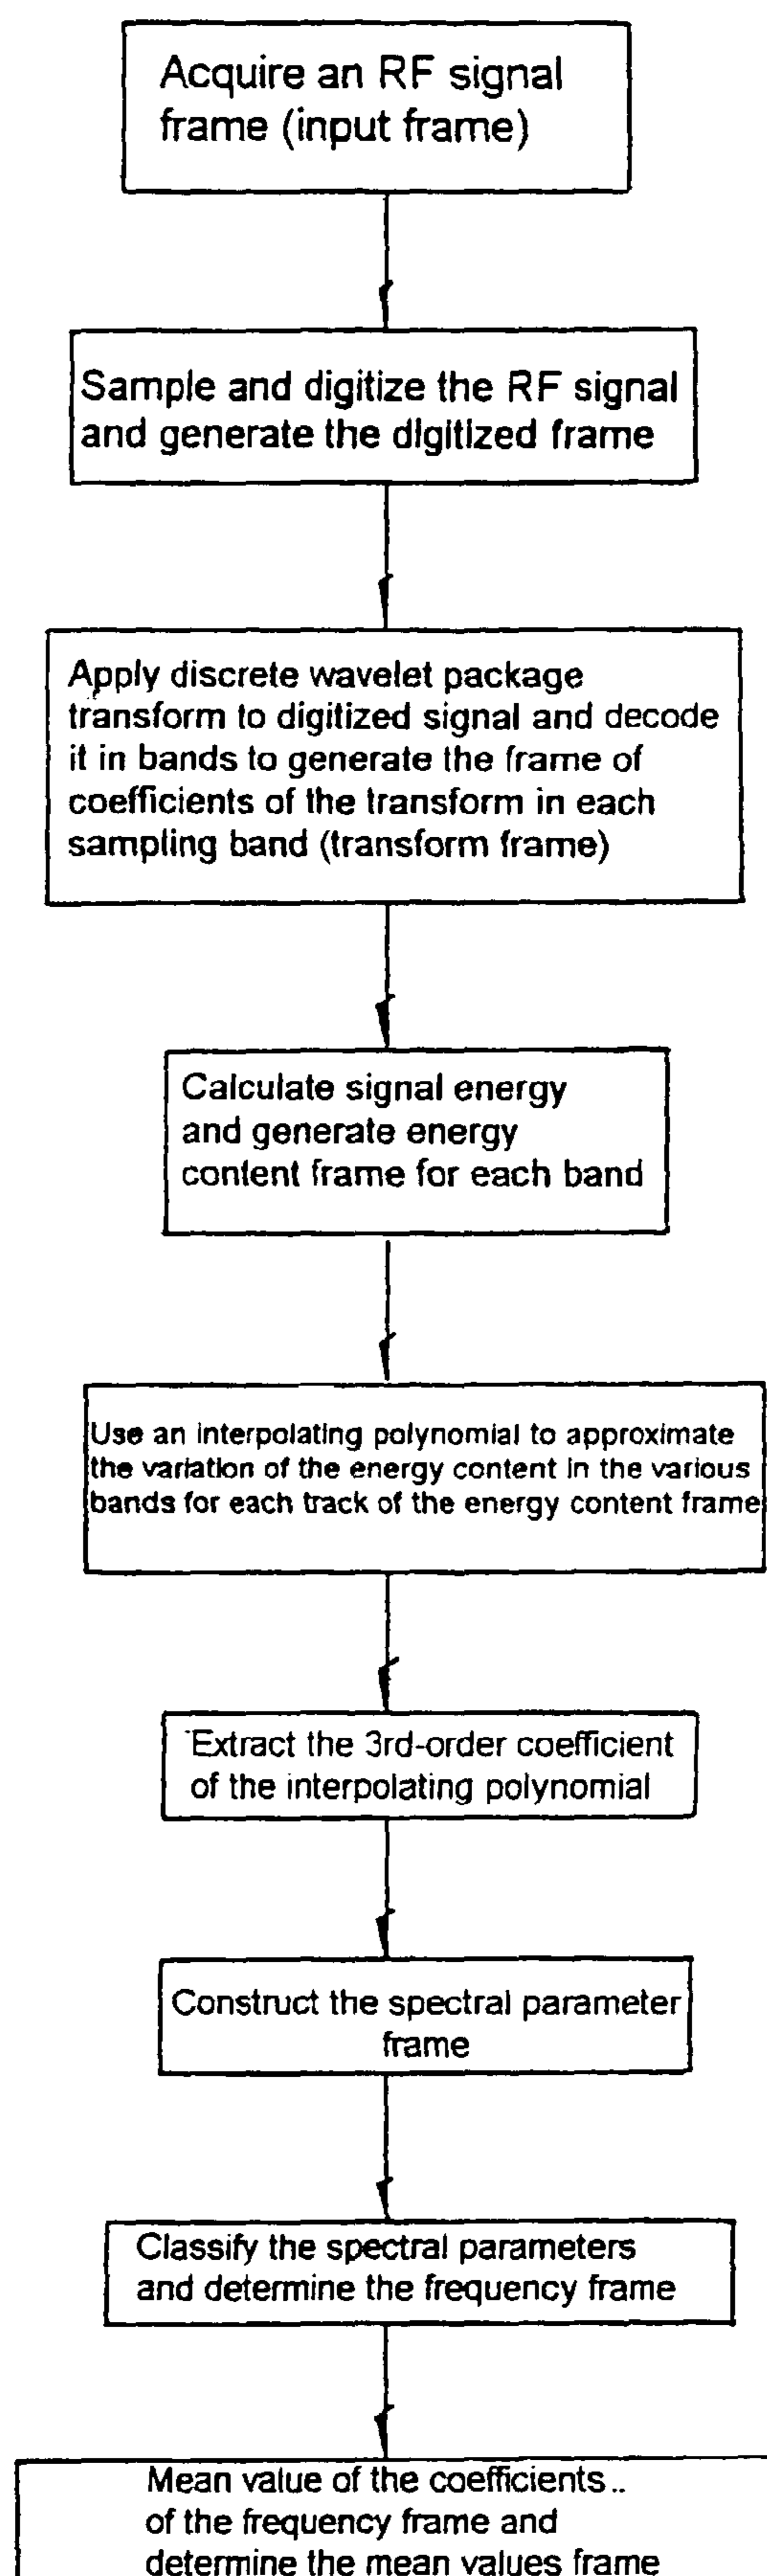 Acquire an RF signal
frame (input frame)
Sample and digitize the RF signal
and generate the digitized frame
Apply discrete wavelet package
transform to digitized signal and decode
it in bands to generate the frame of
coefficients of the transform in each
sampling band (transform frame)
Calculate signal energy
and generate energy
content frame for each band
Use an interpolating polynomial to approximate
the variation of the energy content in the various
bands for each track of the energy content frame
Extract the 3rd-order coefficient
of the interpolating polynomial
Construct the spectral parameter
frame
Classify the spectral parameters
and determine the frequency frame
Mean value of the coefficients..
of the frequency frame and
determine the mean values frame